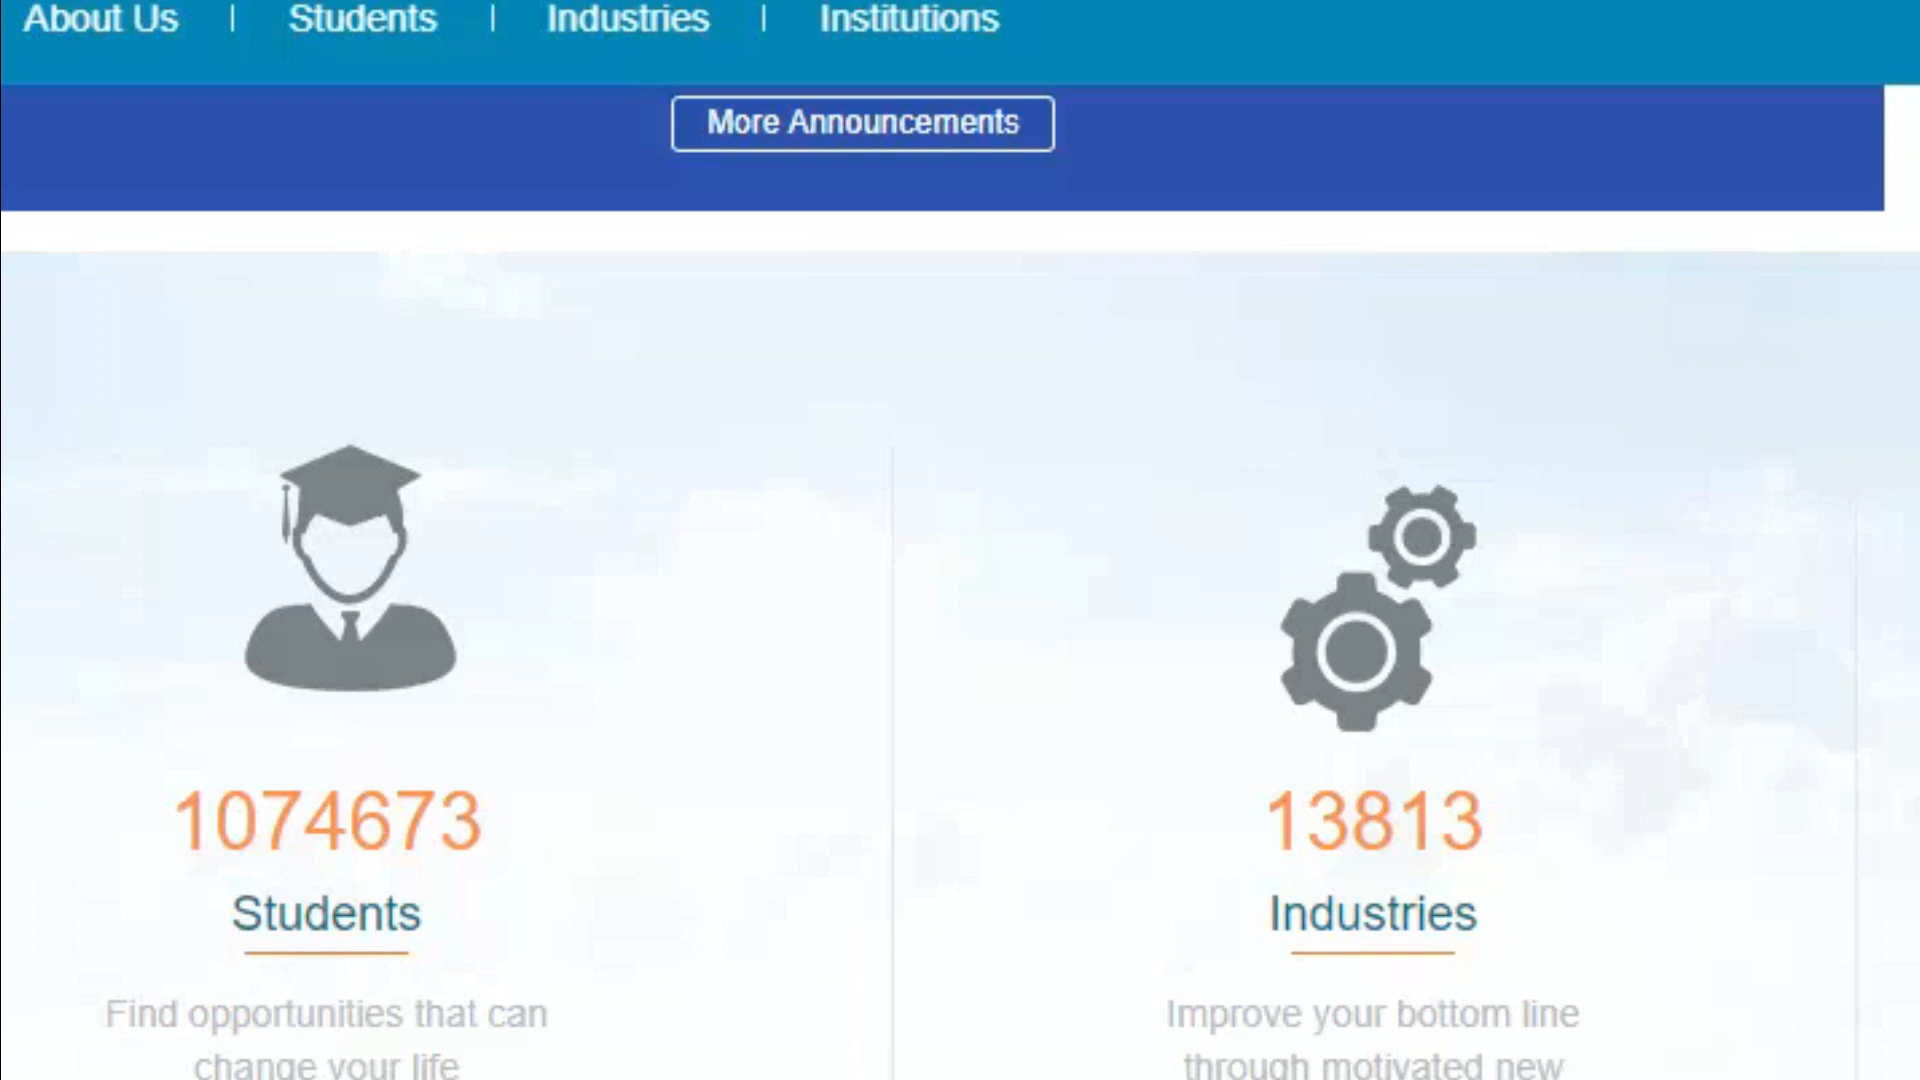 About Us | Students | Industries | Institutions
More Announcements
1074673
Students
Find opportunities that can
change your life
13813
Industries
Improve your bottom line
through motivated new